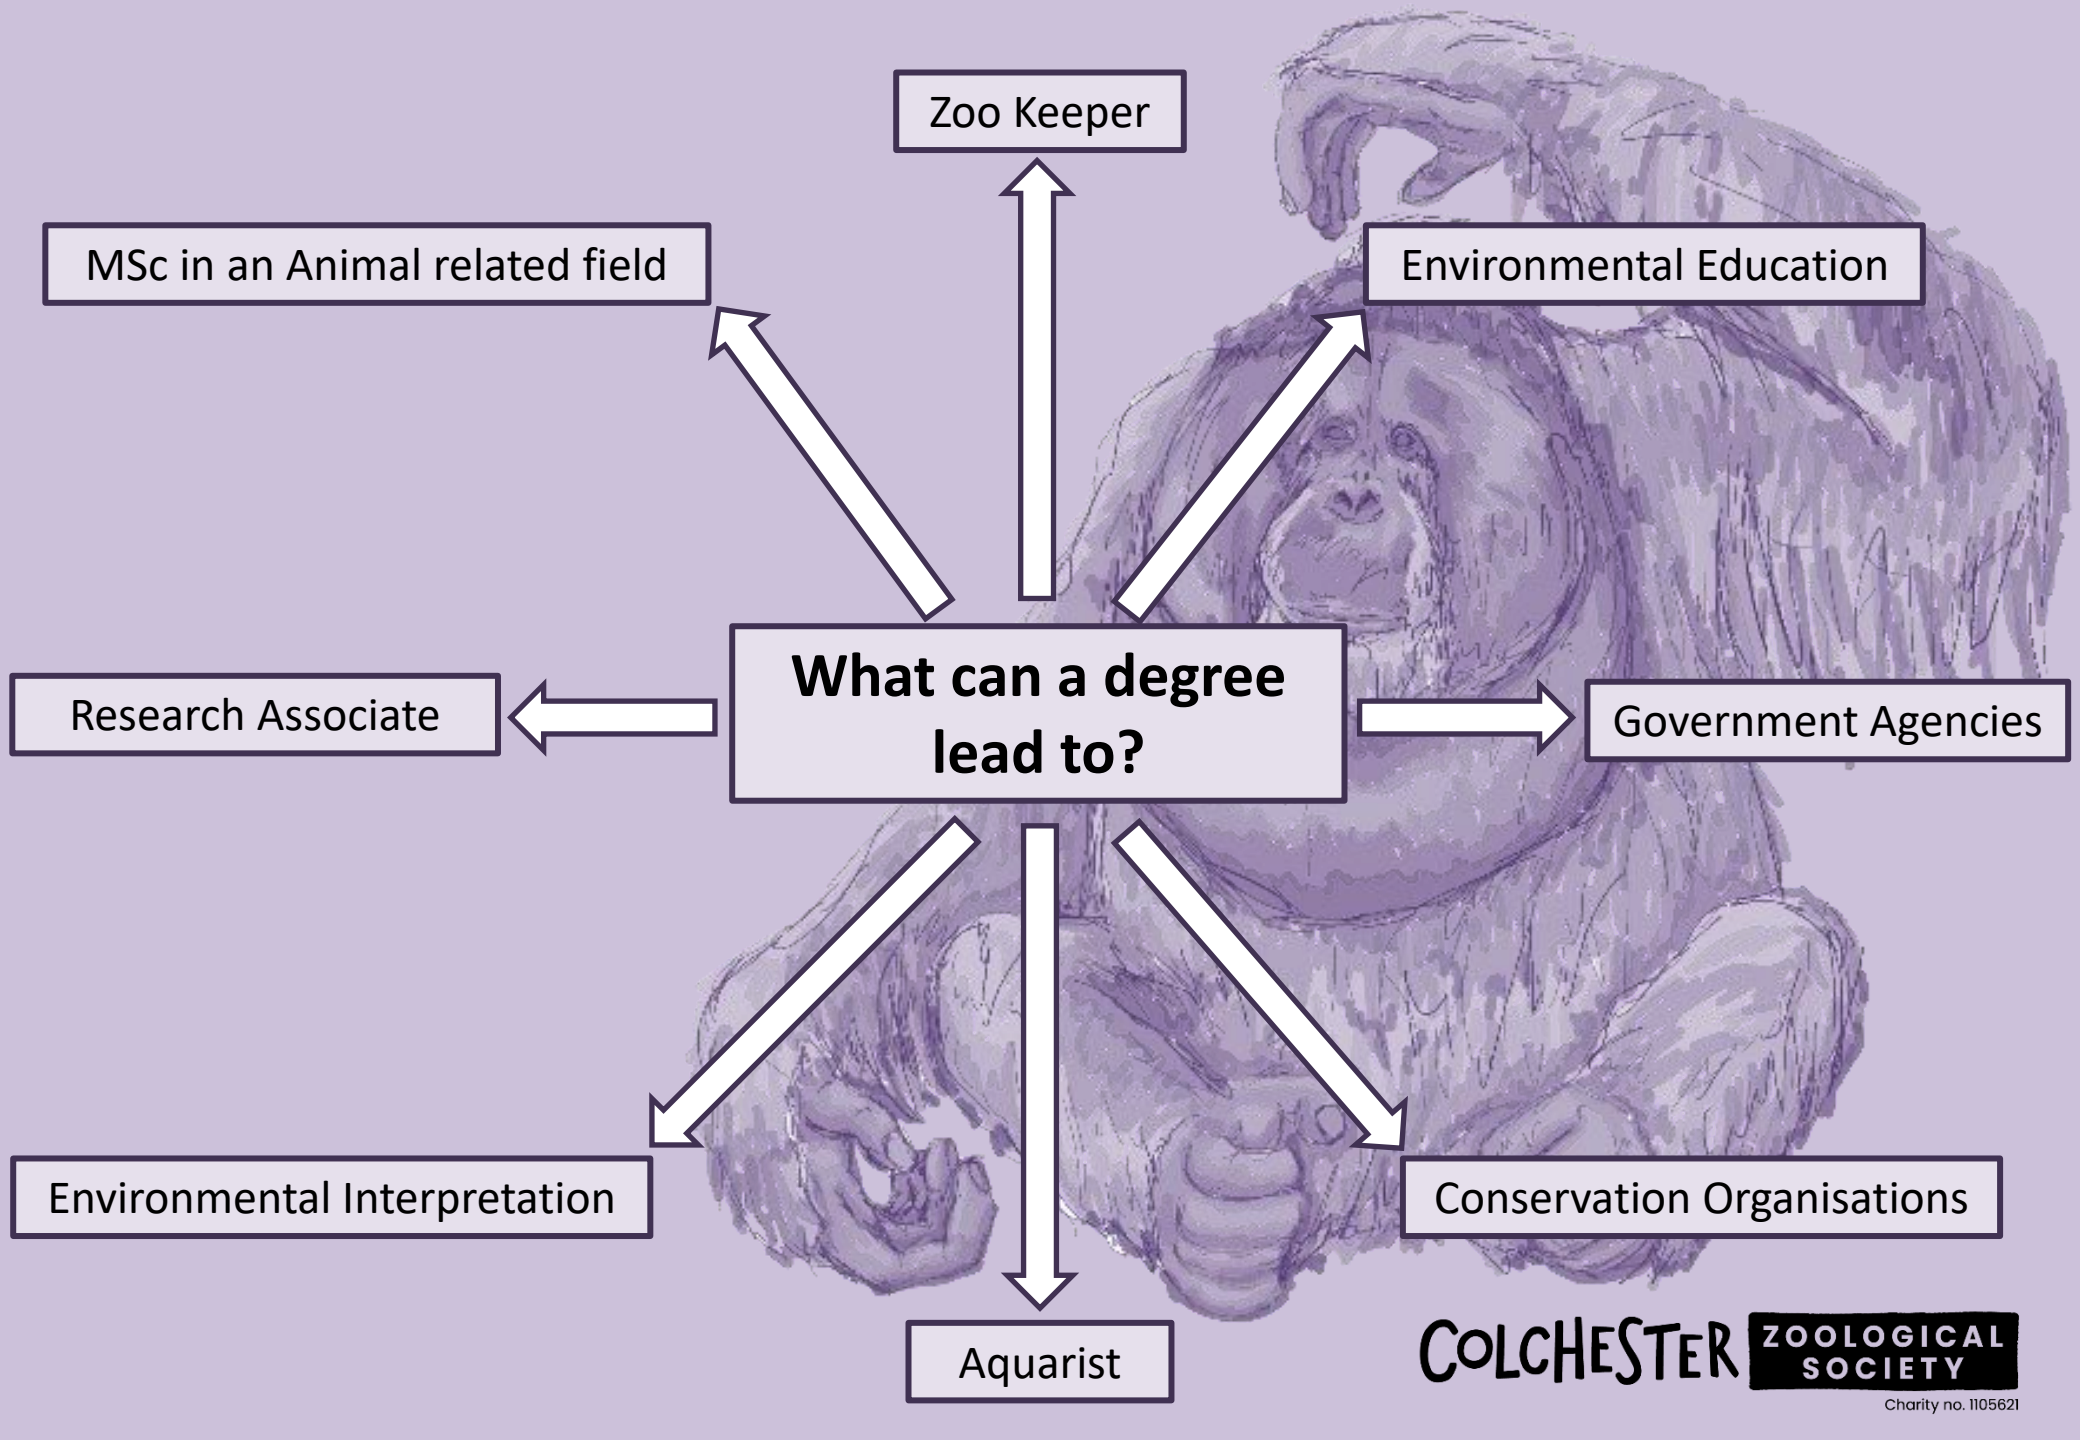 Zoo Keeper
MSc in an Animal related field
Environmental Education
What can a degree
lead to?
Research Associate
Government Agencies
Environmental Interpretation
Conservation Organisations
Aquarist
COLCHESTER
ZOOLOGICAL
SOCIETY
Charity no. 1105621